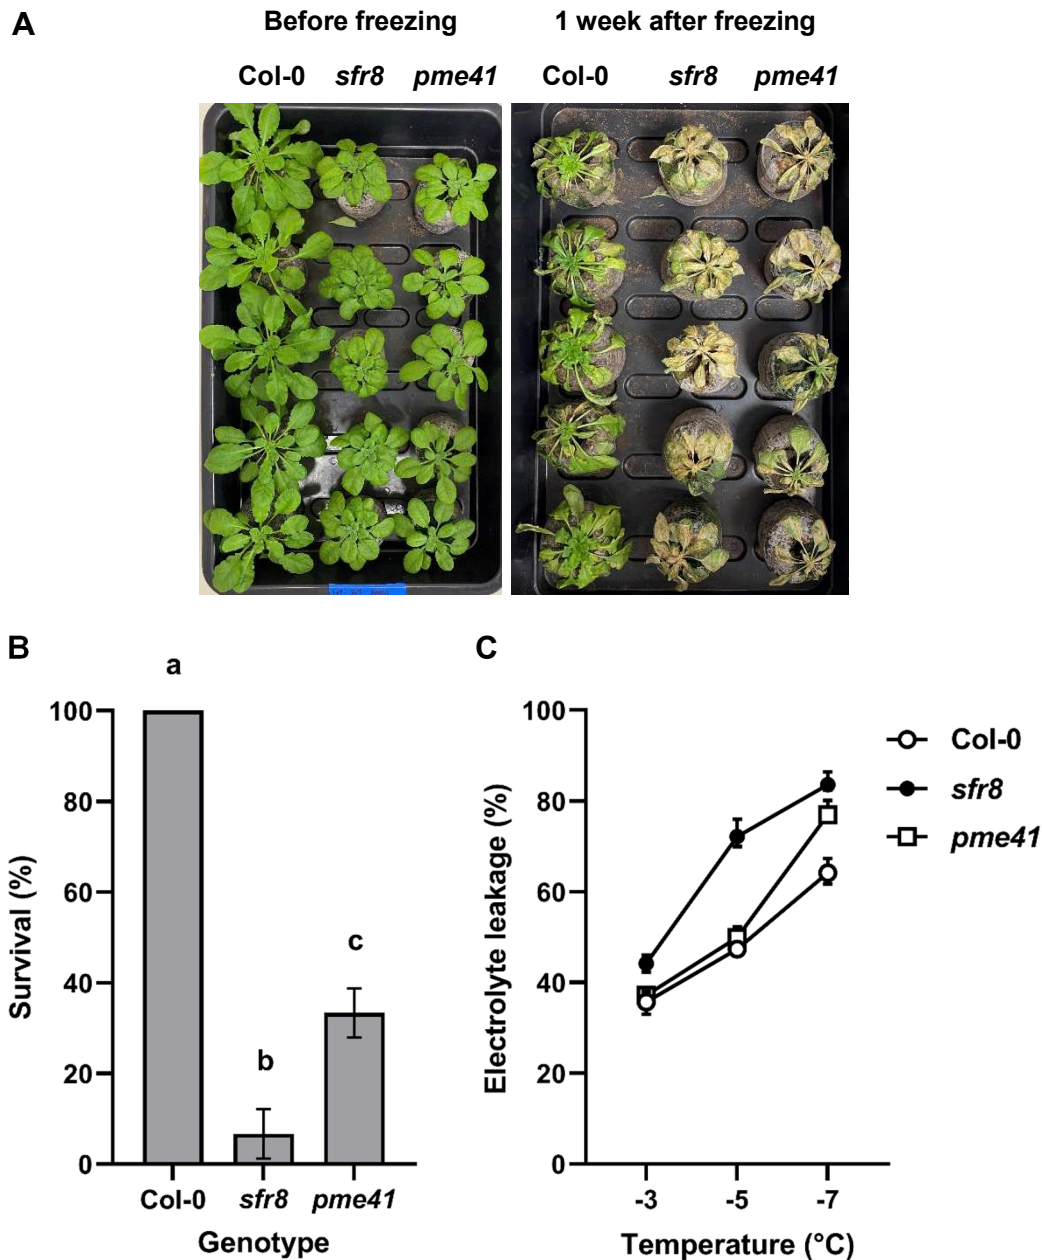 A
Before freezing
1 week after freezing
Col-0 sfr8 pme41
Col-0 sfr8 pme41
B
a
b
c
100
80
60
40
20
0
Survival (%)
Col-0 sfr8 pme41
Genotype
C
100
80
60
40
20
0
Electrolyte leakage (%)
-3 -5 -7
Temperature (°C)
Col-0
sfr8
pme41